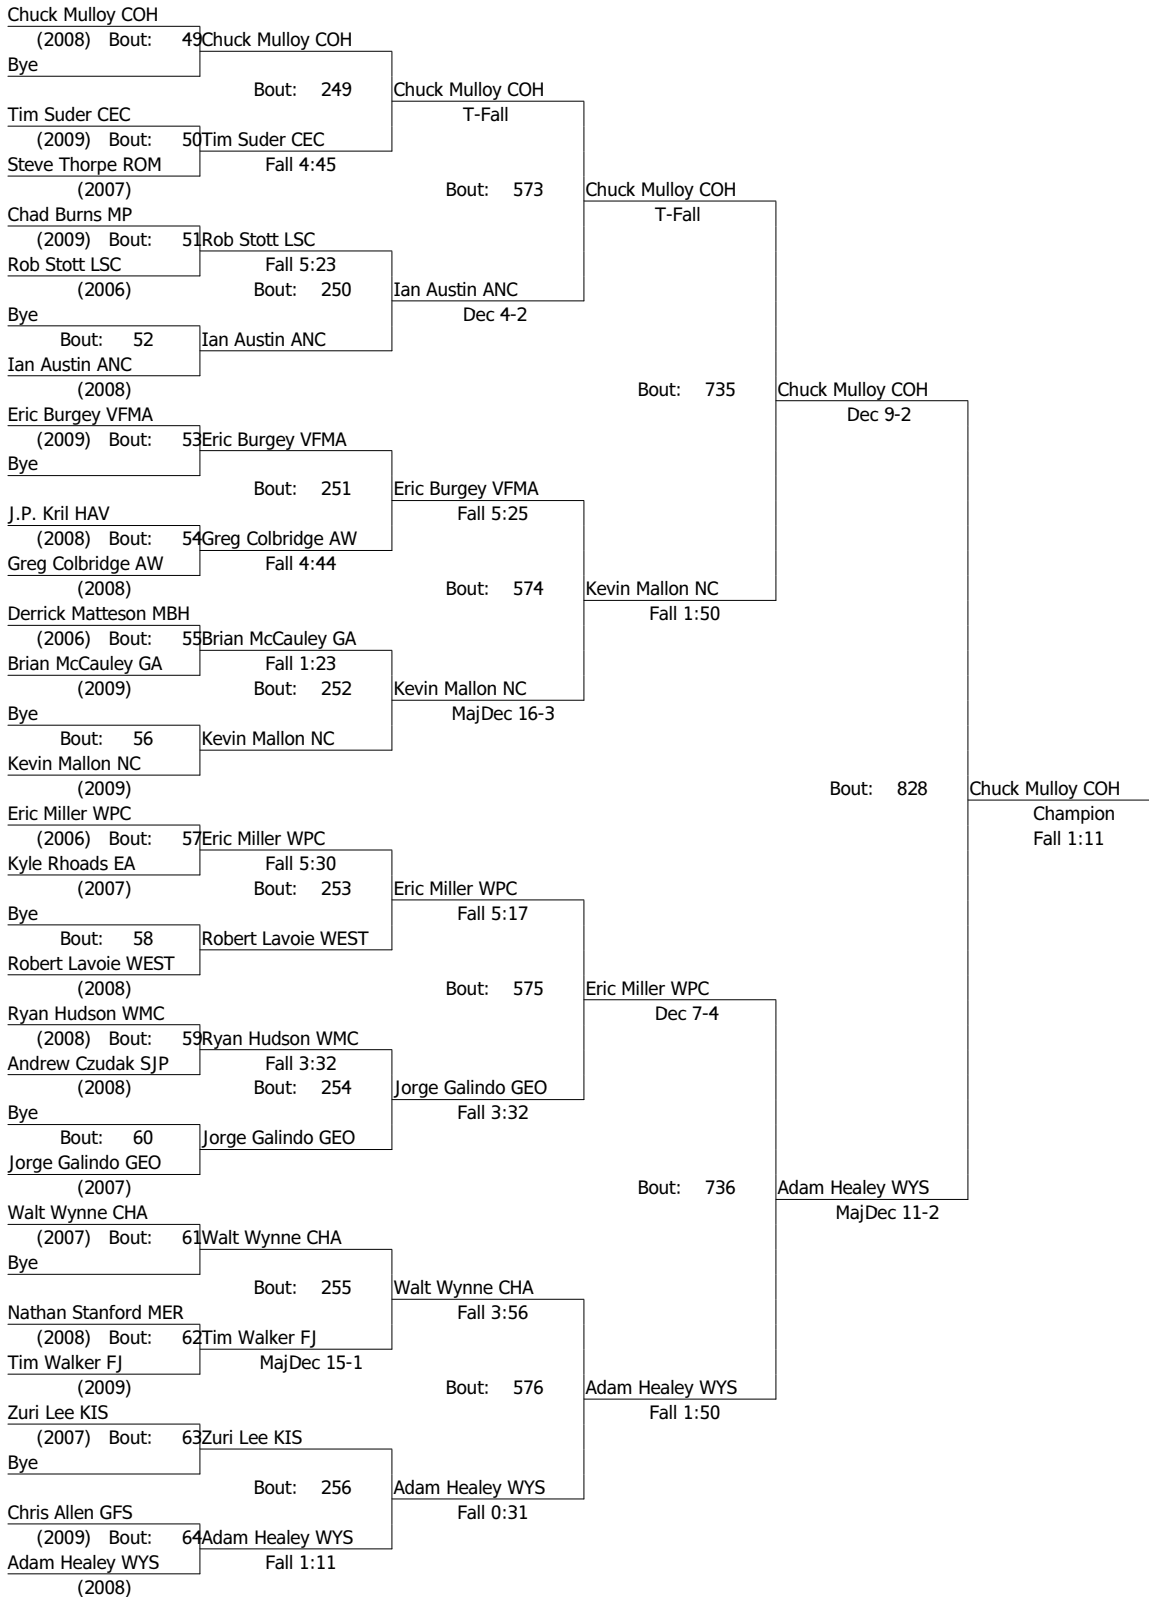 Chuck Mulloy COH
(2008) Bout: 49 Chuck Mulloy COH
Bye
Bout: 249 Chuck Mulloy COH
Tim Suder CEC T-Fall
(2009) Bout: 50 Tim Suder CEC
Steve Thorpe ROM Fall 4:45
(2007) Bout: 573 Chuck Mulloy COH
Chad Burns MP T-Fall
(2009) Bout: 51 Rob Stott LSC
Rob Stott LSC Fall 5:23
(2006) Bout: 250 Ian Austin ANC
Bye Dec 4-2
Bout: 52 Ian Austin ANC
Ian Austin ANC
(2008) Bout: 735 Chuck Mulloy COH
Eric Burgey VFMA Dec 9-2
(2009) Bout: 53 Eric Burgey VFMA
Bye
Bout: 251 Eric Burgey VFMA
J.P. Kril HAV Fall 5:25
(2008) Bout: 54 Greg Colbridge AW
Greg Colbridge AW Fall 4:44
(2008) Bout: 574 Kevin Mallon NC
Derrick Matteson MBH Fall 1:50
(2006) Bout: 55 Brian McCauley GA
Brian McCauley GA Fall 1:23
(2009) Bout: 252 Kevin Mallon NC
Bye MajDec 16-3
Bout: 56 Kevin Mallon NC
Kevin Mallon NC
(2009) Bout: 828 Chuck Mulloy COH
Eric Miller WPC Champion
(2006) Bout: 57 Eric Miller WPC Fall 1:11
Kyle Rhoads EA Fall 5:30
(2007) Bout: 253 Eric Miller WPC
Bye Fall 5:17
Bout: 58 Robert Lavoie WEST
Robert Lavoie WEST
(2008) Bout: 575 Eric Miller WPC
Ryan Hudson WMC Dec 7-4
(2008) Bout: 59 Ryan Hudson WMC
Andrew Czudak SJP Fall 3:32
(2008) Bout: 254 Jorge Galindo GEO
Bye Fall 3:32
Bout: 60 Jorge Galindo GEO
Jorge Galindo GEO
(2007) Bout: 736 Adam Healey WYS
Walt Wynne CHA MajDec 11-2
(2007) Bout: 61 Walt Wynne CHA
Bye
Bout: 255 Walt Wynne CHA
Nathan Stanford MER Fall 3:56
(2008) Bout: 62 Tim Walker FJ
Tim Walker FJ MajDec 15-1
(2009) Bout: 576 Adam Healey WYS
Zuri Lee KIS Fall 1:50
(2007) Bout: 63 Zuri Lee KIS
Bye
Bout: 256 Adam Healey WYS
Chris Allen GFS Fall 0:31
(2009) Bout: 64 Adam Healey WYS
Adam Healey WYS Fall 1:11
(2008)